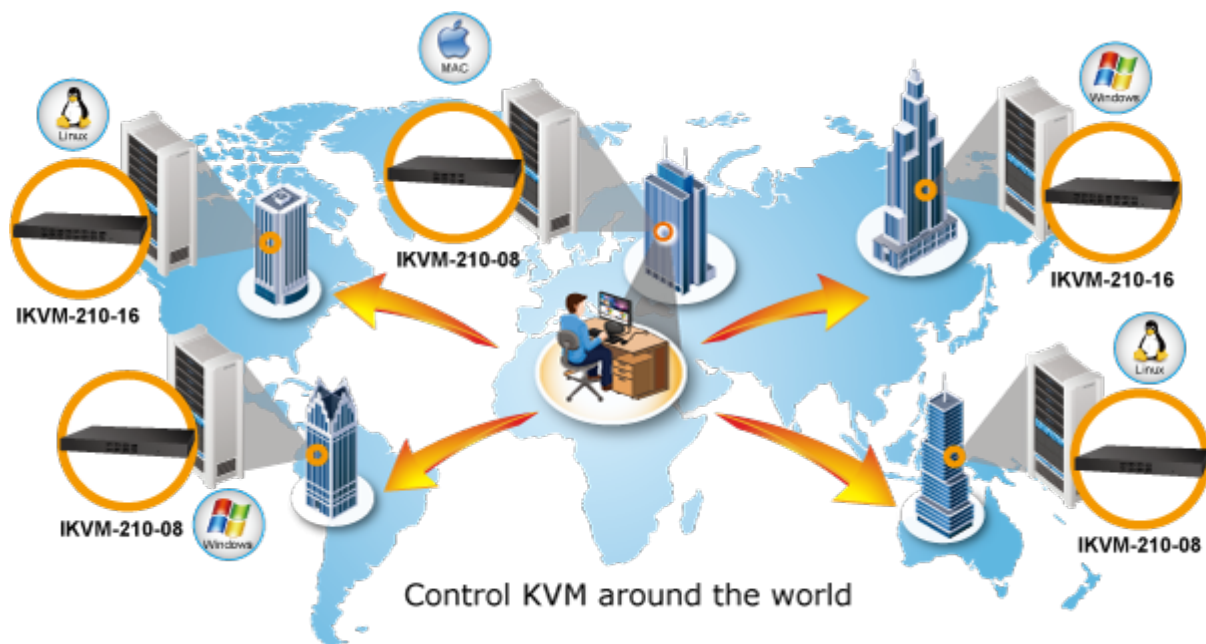 MAC
Windows
Linux
IKVM-210-08
IKVM-210-16
IKVM-210-16
Linux
IKVM-210-08
Windows
IKVM-210-08
Control KVM around the world